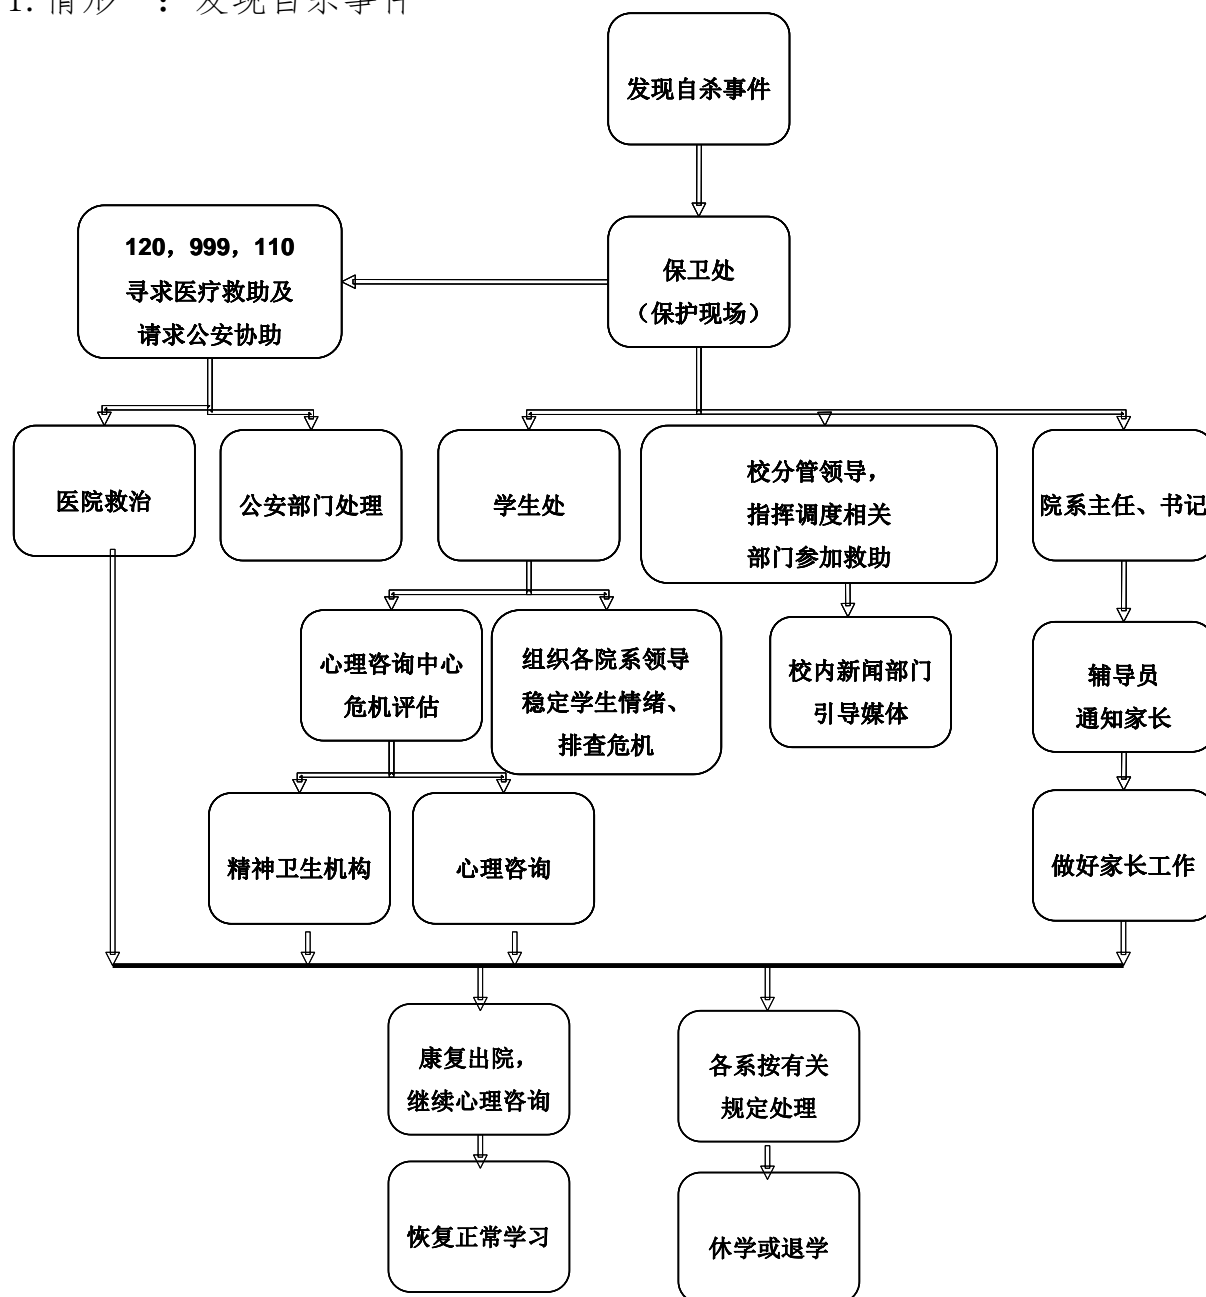 1. 情形一：发现自杀事件
发现自杀事件
120，999，110
寻求医疗救助及
请求公安协助
保卫处
（保护现场）
医院救治
公安部门处理
学生处
校分管领导，
指挥调度相关
部门参加救助
院系主任、书记
心理咨询中心
危机评估
组织各院系领导
稳定学生情绪、
排查危机
校内新闻部门
引导媒体
辅导员
通知家长
精神卫生机构
心理咨询
做好家长工作
康复出院，
继续心理咨询
各系按有关
规定处理
恢复正常学习
休学或退学